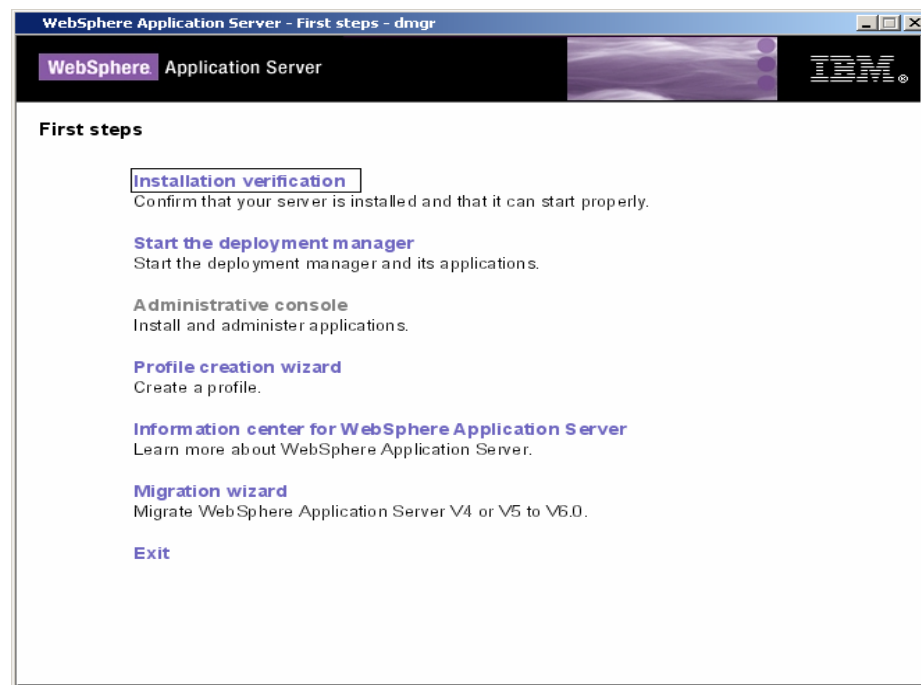 WebSphere Application Server - First steps - dmgr
WebSphere. Application Server
IBM®
First steps
Installation verification
Confirm that your server is installed and that it can start properly.
Start the deployment manager
Start the deployment manager and its applications.
Administrative console
Install and administer applications.
Profile creation wizard
Create a profile.
Information center for WebSphere Application Server
Learn more about WebSphere Application Server.
Migration wizard
Migrate WebSphere Application Server V4 or V5 to V6.0.
Exit